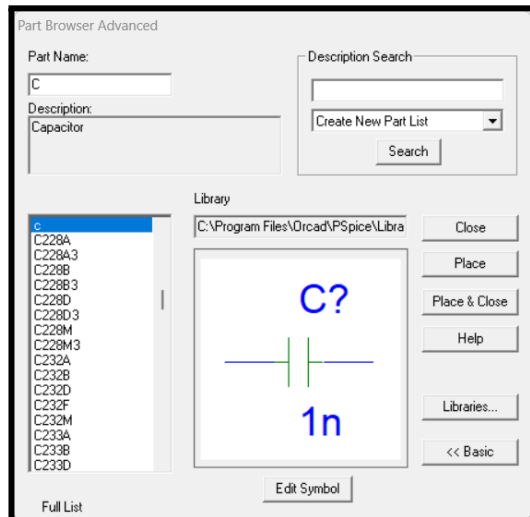 Part Browser Advanced
Part Name:
C
Description:
Capacitor
Description Search
Create New Part List
Search
Library
C:\Program Files\Orcad\PSpice\Libra
c
C228A
C228A3
C228B
C228B3
C228D
C228D3
C228M
C228M3
C232A
C232B
C232D
C232F
C232M
C233A
C233B
C233D
Full List
C?
1n
Edit Symbol
Close
Place
Place & Close
Help
Libraries...
<< Basic